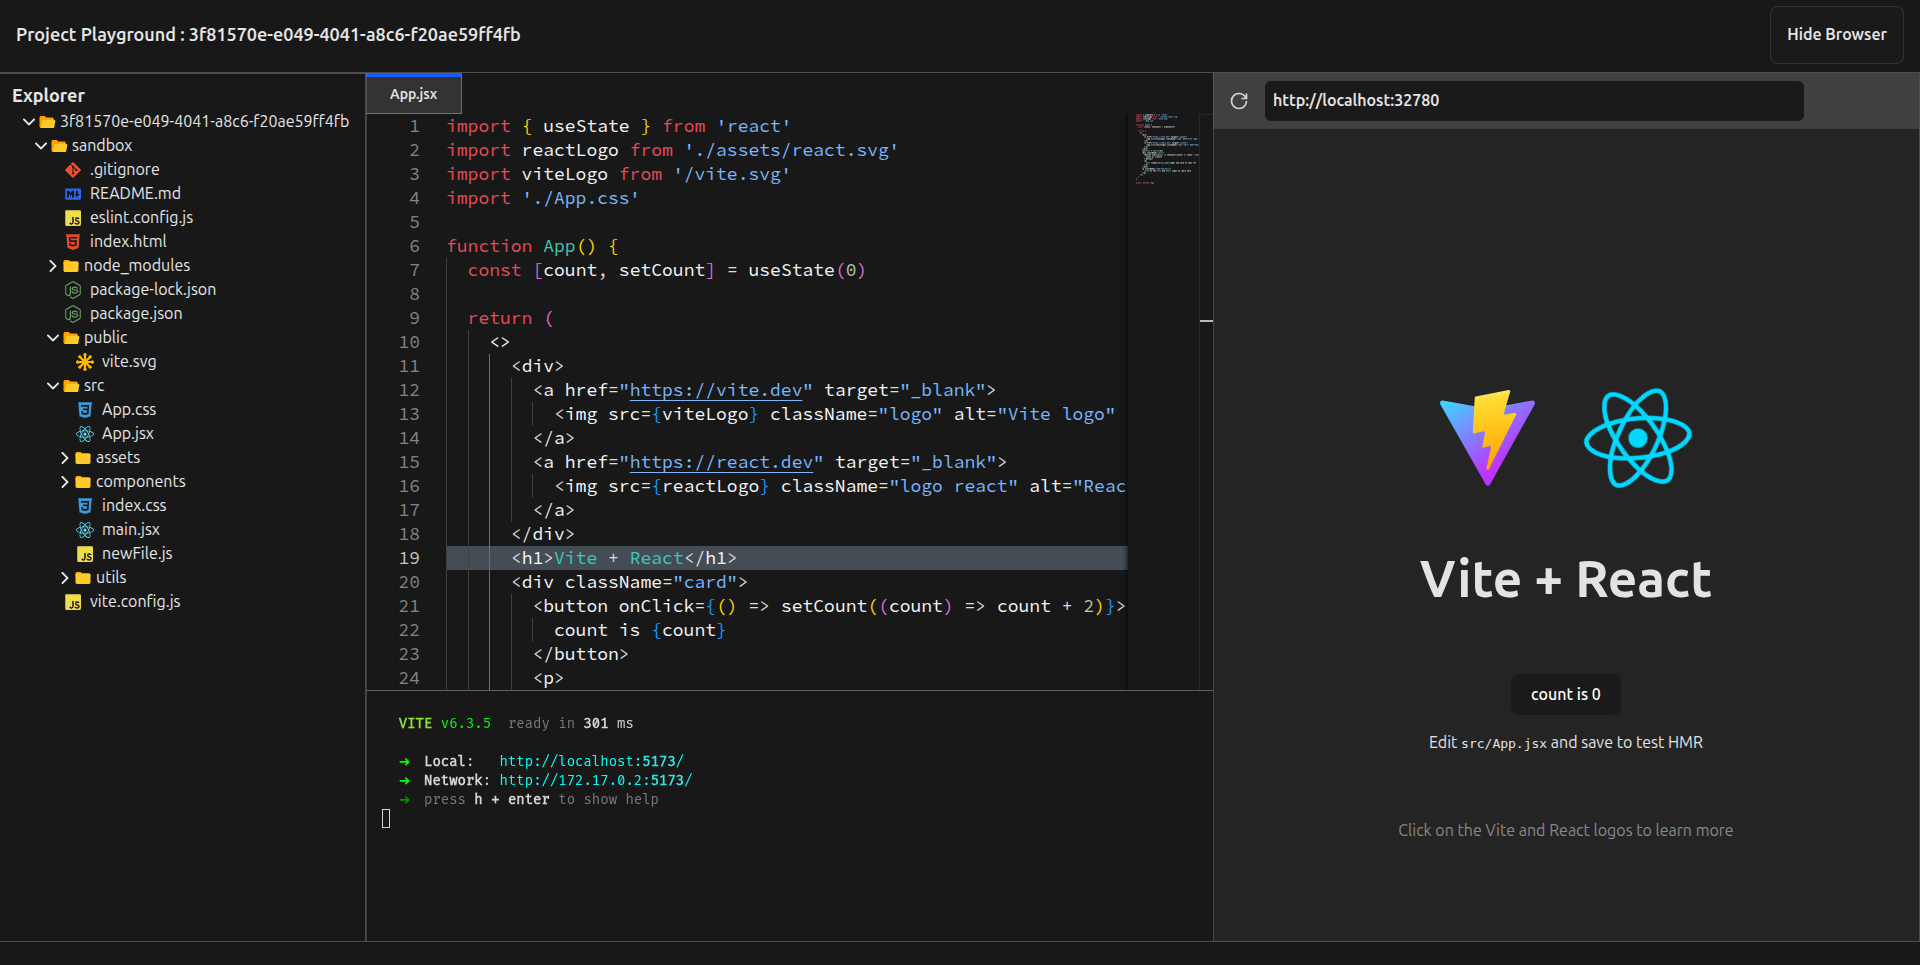 Project Playground : 3f81570e-e049-4041-a8c6-f20ae59ff4fb
Hide Browser
Explorer
3f81570e-e049-4041-a8c6-f20ae59ff4fb
sandbox
.gitignore
README.md
eslint.config.js
index.html
node_modules
package-lock.json
package.json
public
vite.svg
src
App.css
App.jsx
assets
components
index.css
main.jsx
newFile.js
utils
vite.config.js
App.jsx
1 import { useState } from 'react'
2 import reactLogo from './assets/react.svg'
3 import viteLogo from '/vite.svg'
4 import './App.css'
5
6 function App() {
7 const [count, setCount] = useState(0)
8
9 return (
10 <>
11 <div>
12 <a href="https://vite.dev" target="_blank">
13 <img src={viteLogo} className="logo" alt="Vite logo"
14 </a>
15 <a href="https://react.dev" target="_blank">
16 <img src={reactLogo} className="logo react" alt="Reac
17 </a>
18 </div>
19 <h1>Vite + React</h1>
20 <div className="card">
21 <button onClick={() => setCount((count) => count + 2)}>
22 count is {count}
23 </button>
24 <p>
VITE v6.3.5 ready in 301 ms
➜ Local: http://localhost:5173/
➜ Network: http://172.17.0.2:5173/
➜ press h + enter to show help
http://localhost:32780
Vite + React
count is 0
Edit src/App.jsx and save to test HMR
Click on the Vite and React logos to learn more